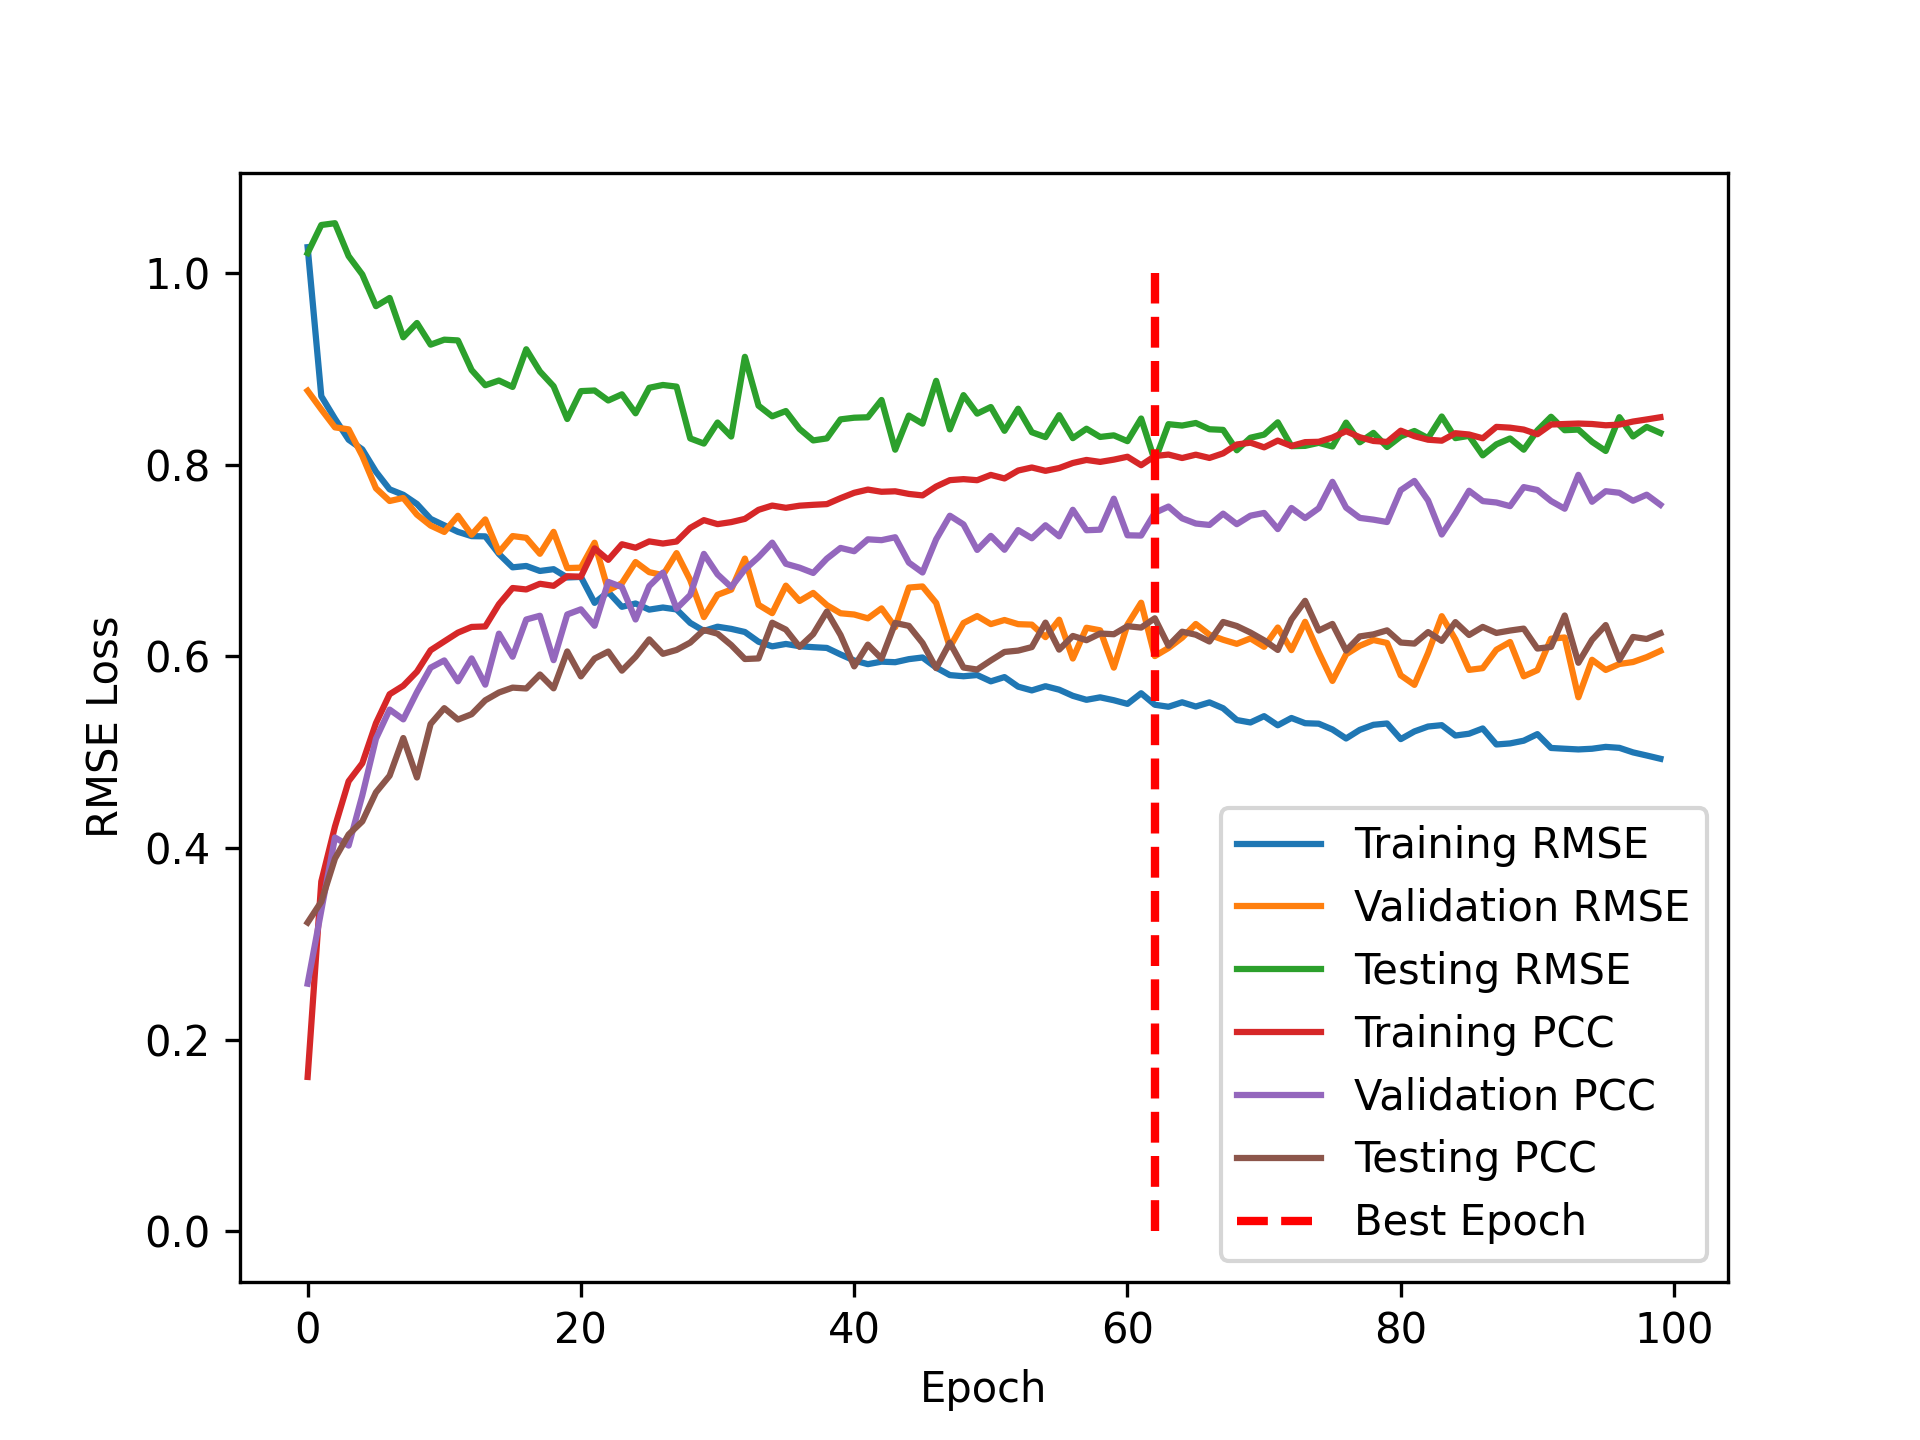 1.0
0.8
0.6
0.4
0.2
0.0
RMSE Loss
0 20 40 60 80 100
Epoch
Training RMSE
Validation RMSE
Testing RMSE
Training PCC
Validation PCC
Testing PCC
Best Epoch